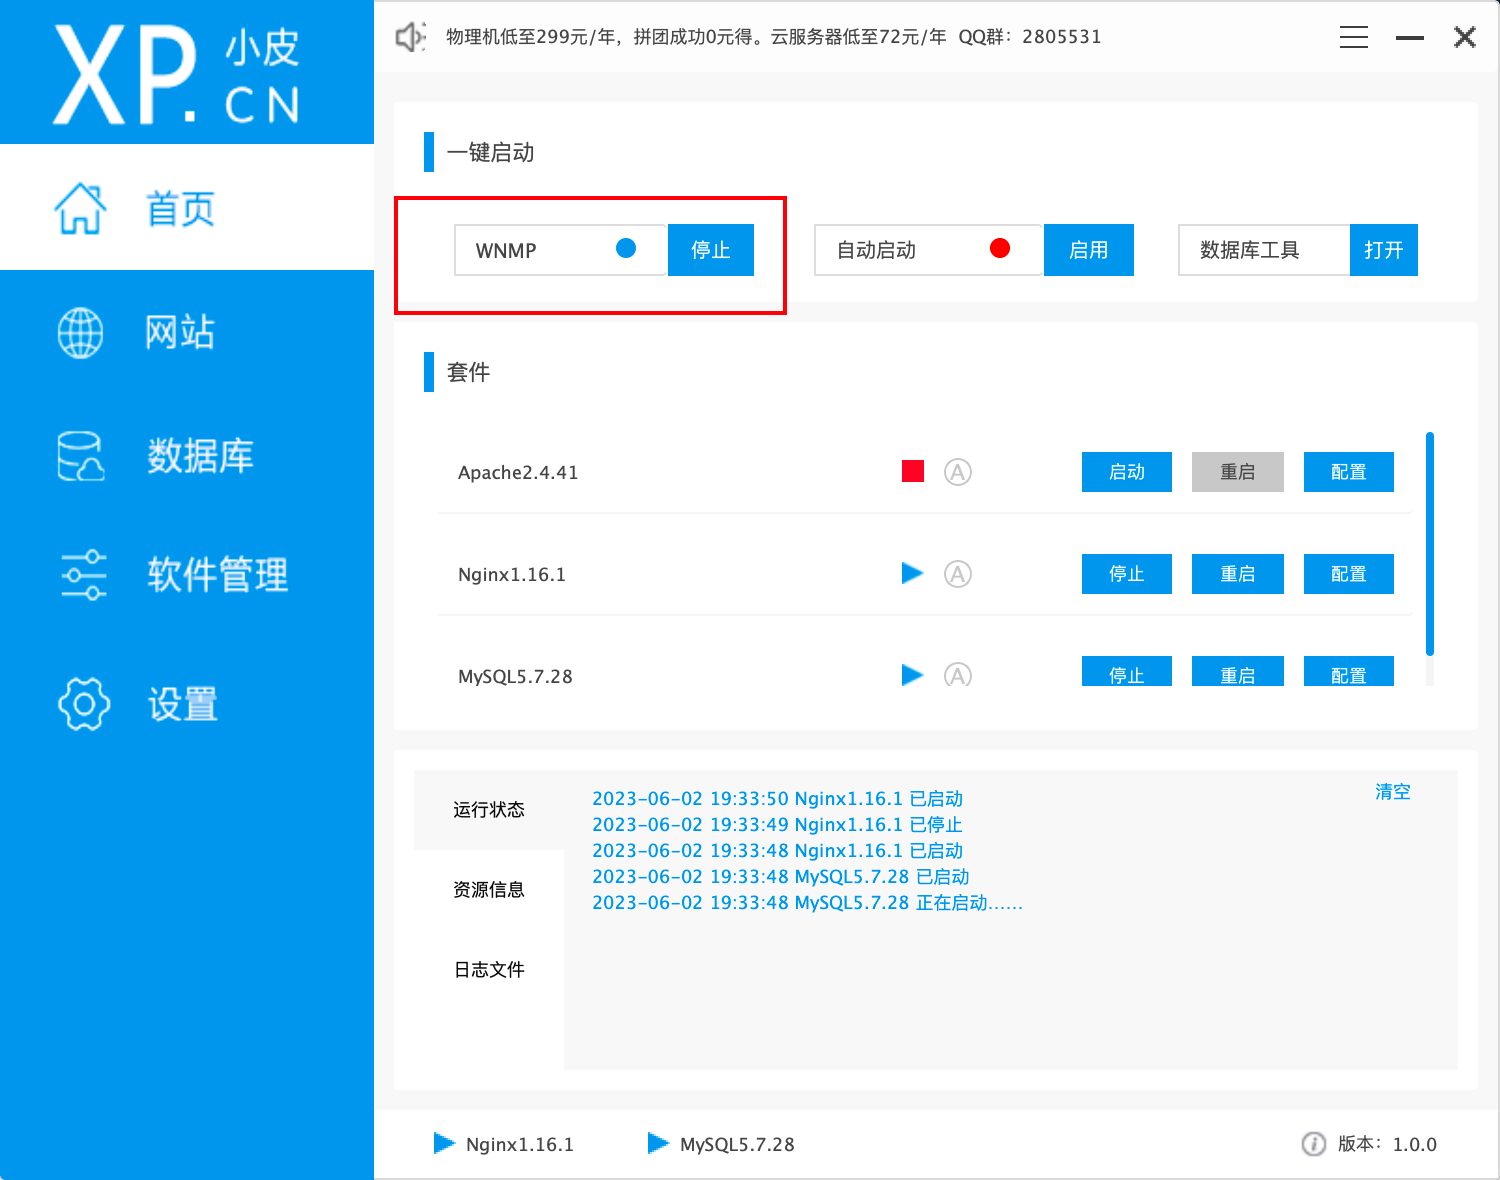 XP. 小皮
CN
物理机低至299元/年，拼团成功0元得。云服务器低至72元/年 QQ群：2805531
首页
网站
数据库
软件管理
设置
一键启动
WNMP 停止
自动启动 启用
数据库工具 打开
套件
Apache2.4.41 A 启动 重启 配置
Nginx1.16.1 A 停止 重启 配置
MySQL5.7.28 A 停止 重启 配置
运行状态
资源信息
日志文件
清空
2023-06-02 19:33:50 Nginx1.16.1 已启动
2023-06-02 19:33:49 Nginx1.16.1 已停止
2023-06-02 19:33:48 Nginx1.16.1 已启动
2023-06-02 19:33:48 MySQL5.7.28 已启动
2023-06-02 19:33:48 MySQL5.7.28 正在启动……
Nginx1.16.1 MySQL5.7.28 版本：1.0.0